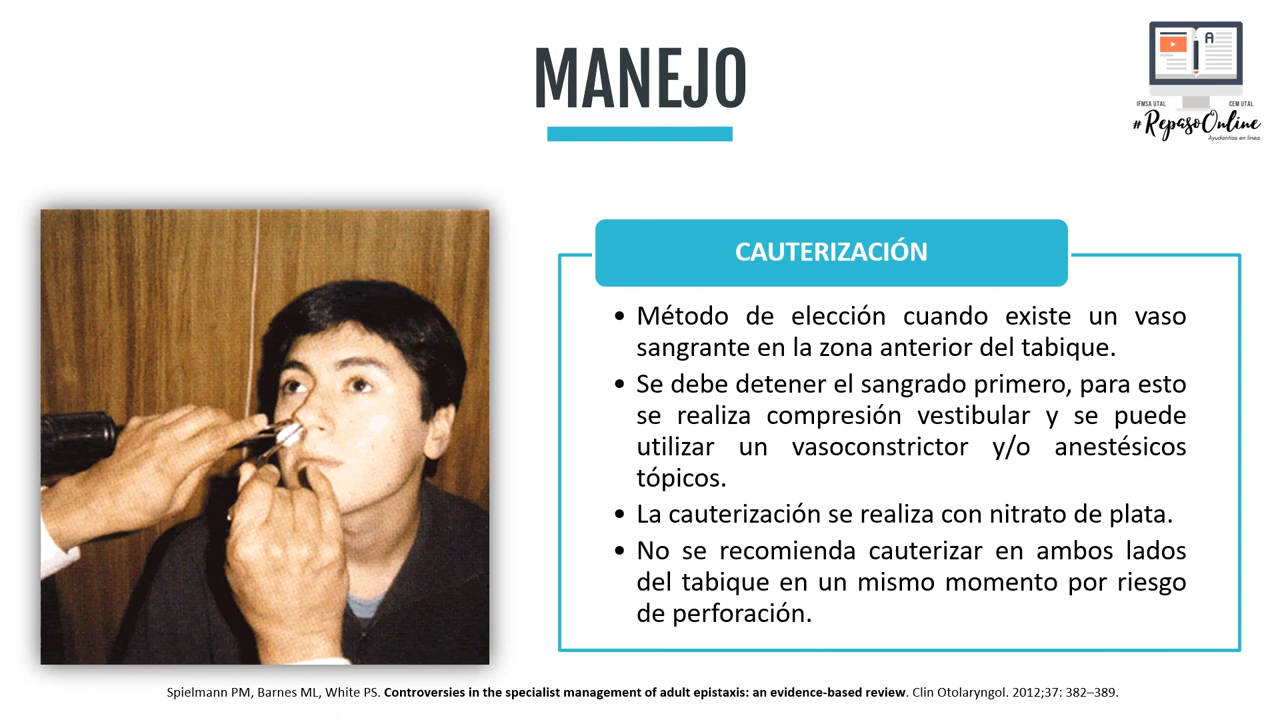 MANEJO
A
IFMSA UTAL
CEM UTAL
#RepasoOnline
Ayudantías en línea.
CAUTERIZACIÓN
• Método de elección cuando existe un vaso
sangrante en la zona anterior del tabique.
• Se debe detener el sangrado primero, para esto
se realiza compresión vestibular y se puede
utilizar un vasoconstrictor y/o anestésicos
tópicos.
• La cauterización se realiza con nitrato de plata.
• No se recomienda cauterizar en ambos lados
del tabique en un mismo momento por riesgo
de perforación.
Spielmann PM, Barnes ML, White PS. Controversies in the specialist management of adult epistaxis: an evidence-based review. Clin Otolaryngol. 2012;37: 382–389.